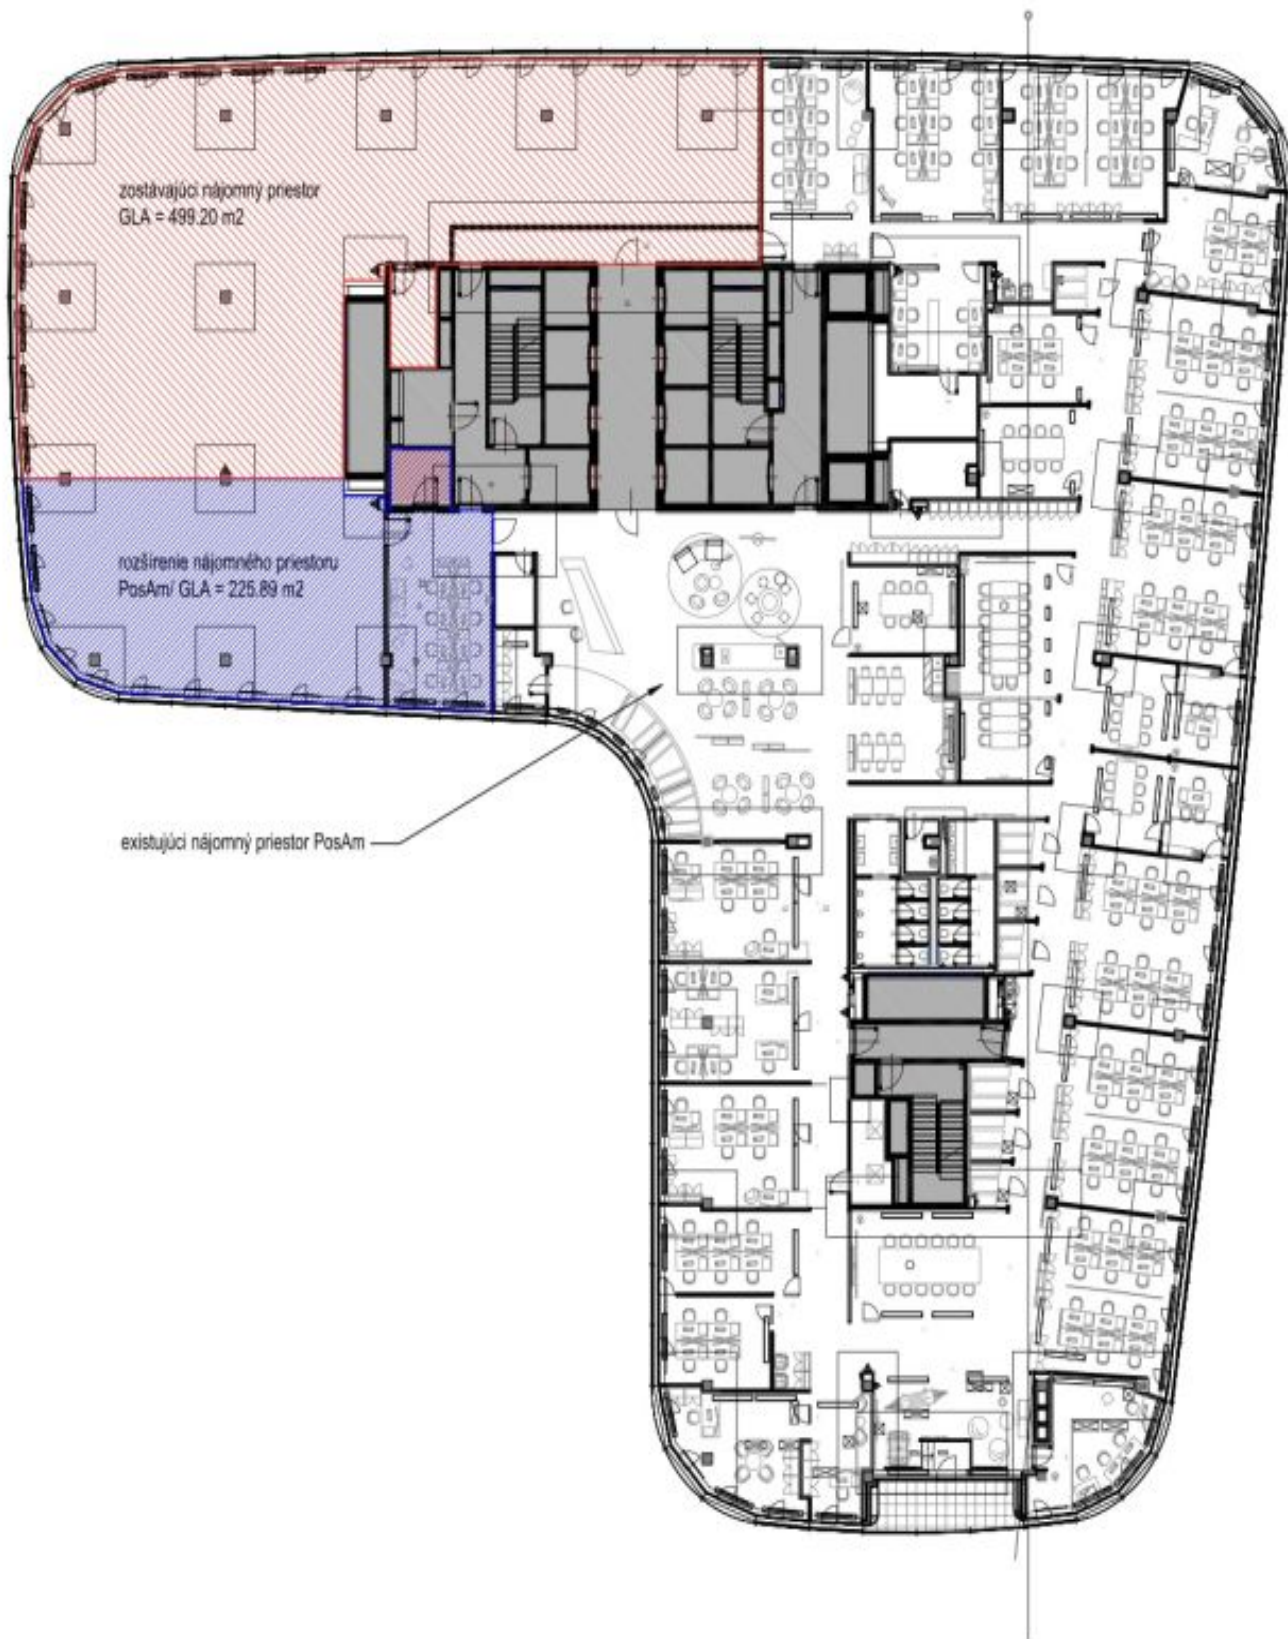 zostávajúci nájomný priestor
GLA = 499.20 m2
rozšírenie nájomného priestoru
PosAm/ GLA = 225.89 m2
existujúci nájomný priestor PosAm